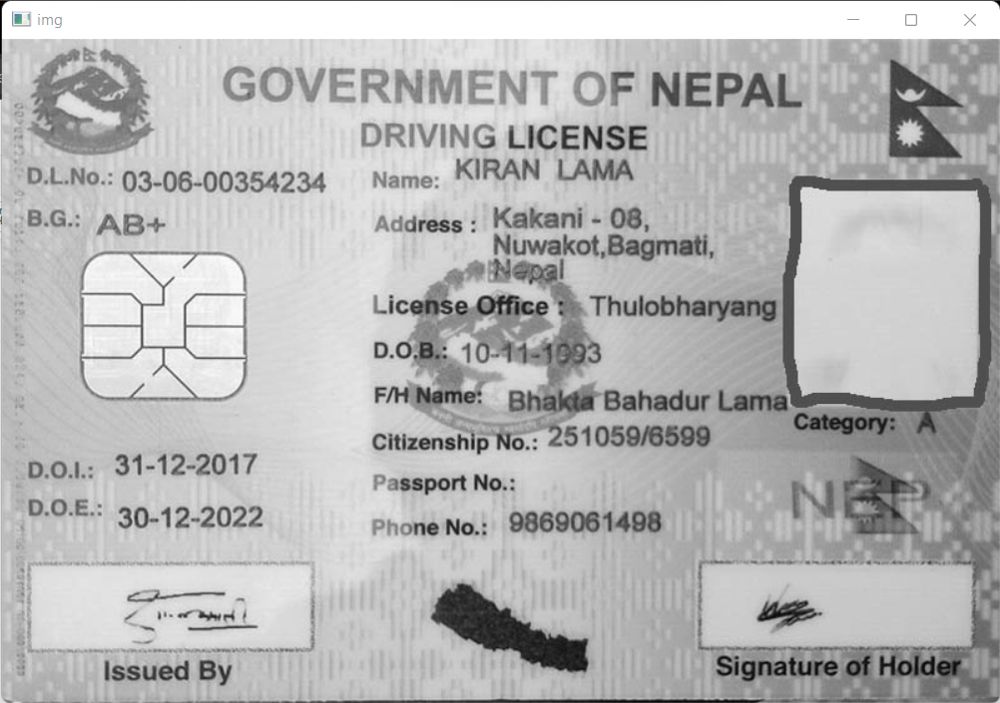 img
GOVERNMENT OF NEPAL
DRIVING LICENSE
D.L.No.: 03-06-00354234
Name: KIRAN LAMA
B.G.: AB+
Address : Kakani - 08,
Nuwakot,Bagmati,
Nepal
License Office : Thulobharyang
D.O.B.: 10-11-1993
F/H Name: Bhakta Bahadur Lama
Category: A
Citizenship No.: 251059/6599
D.O.I.: 31-12-2017
Passport No.:
NEP
D.O.E.: 30-12-2022
Phone No.: 9869061498
Issued By
Signature of Holder